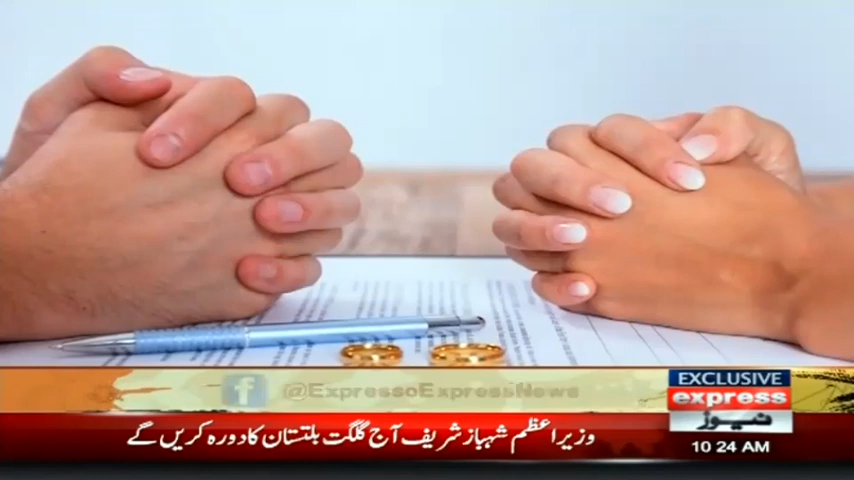 @ExpressoExpressNews
EXCLUSIVE
express
نیوز
وزیراعظم شہباز شریف آج گلگت بلتستان کا دورہ کریں گے
10:24 AM